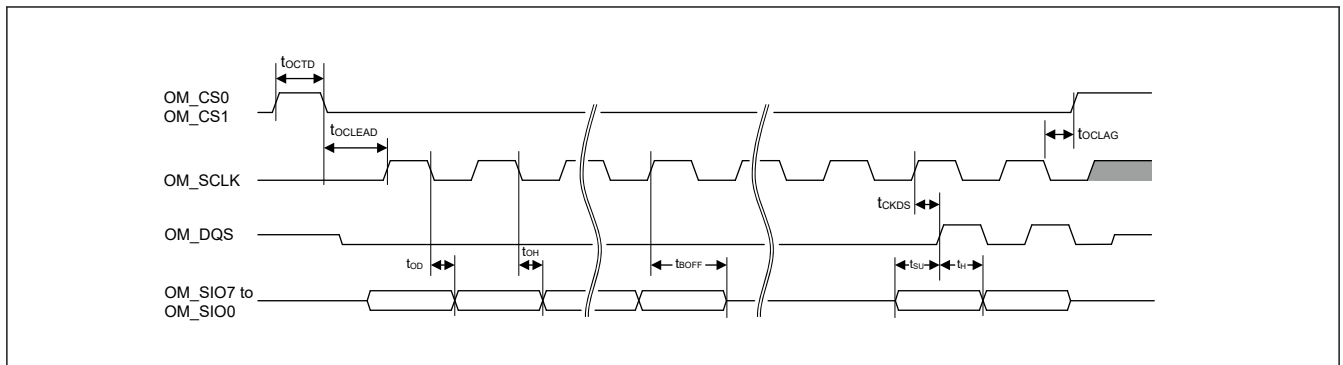 tOCTD
OM_CS0
OM_CS1
tOCLEAD
tOCLAG
OM_SCLK
tCKDS
OM_DQS
tOD
tOH
tBOFF
tSU
tH
OM_SIO7 to
OM_SIO0